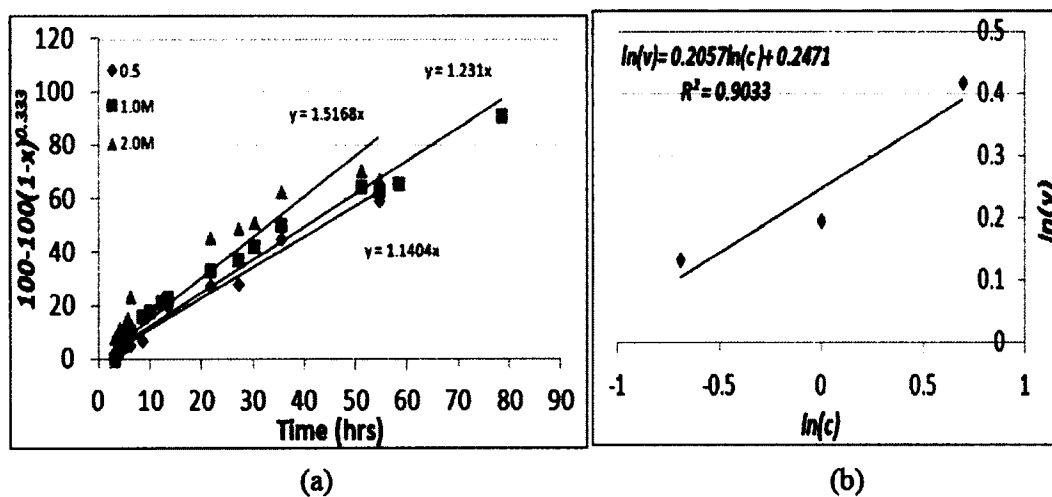 120
100
80
60
40
20
0
100-100(1-x)^0.333
0.5
1.0M
2.0M
y = 1.5168x
y = 1.231x
y = 1.1404x
0 10 20 30 40 50 60 70 80 90
Time (hrs)
(a)
ln(v)= 0.2057ln(c)+ 0.2471
R² = 0.9033
0.5
0.4
0.3
0.2
0.1
0
ln(v)
-1 -0.5 0 0.5 1
ln(c)
(b)